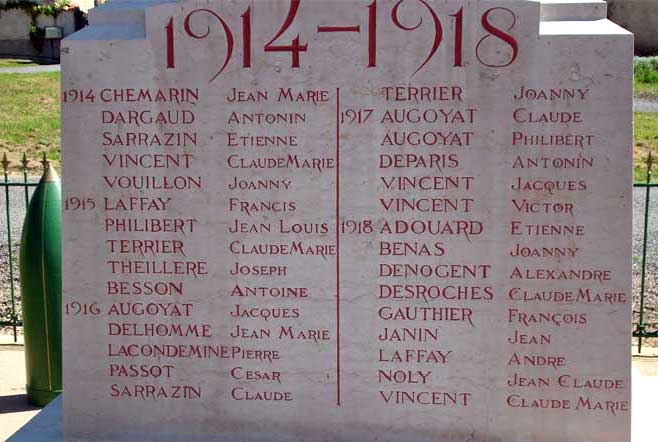 1914-1918
1914 CHEMARIN JEAN MARIE
DARGAUD ANTONIN
SARRAZIN ETIENNE
VINCENT CLAUDE MARIE
VOUILLON JOANNY
1915 LAFFAY FRANCIS
PHILIBERT JEAN LOUIS
TERRIER CLAUDE MARIE
THEILLERE JOSEPH
BESSON ANTOINE
1916 AUGOYAT JACQUES
DELHOMME JEAN MARIE
LACONDEMINE PIERRE
PASSOT CESAR
SARRAZIN CLAUDE
TERRIER JOANNY
1917 AUGOYAT CLAUDE
AUGOYAT PHILIBERT
DEPARIS ANTONIN
VINCENT JACQUES
VINCENT VICTOR
1918 ADOUARD ETIENNE
BENAS JOANNY
DENOGENT ALEXANDRE
DESROCHES CLAUDE MARIE
GAUTHIER FRANÇOIS
JANIN JEAN
LAFFAY ANDRE
NOLY JEAN CLAUDE
VINCENT CLAUDE MARIE